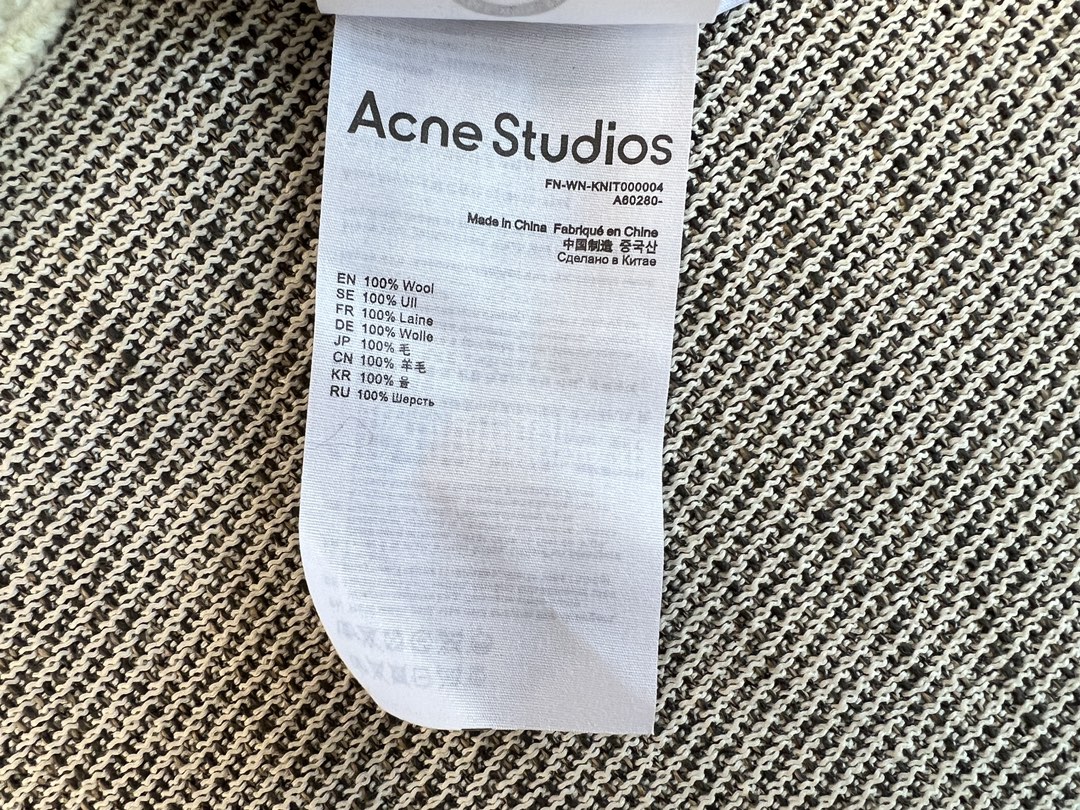 Acne Studios
FN-WN-KNIT000004
A60280-
Made in China Fabriqué en Chine
中国制造 중국산
Сделано в Китае
EN 100% Wool
SE 100% Ull
FR 100% Laine
DE 100% Wolle
JP 100% 毛
CN 100% 羊毛
KR 100% 울
RU 100% Шерсть